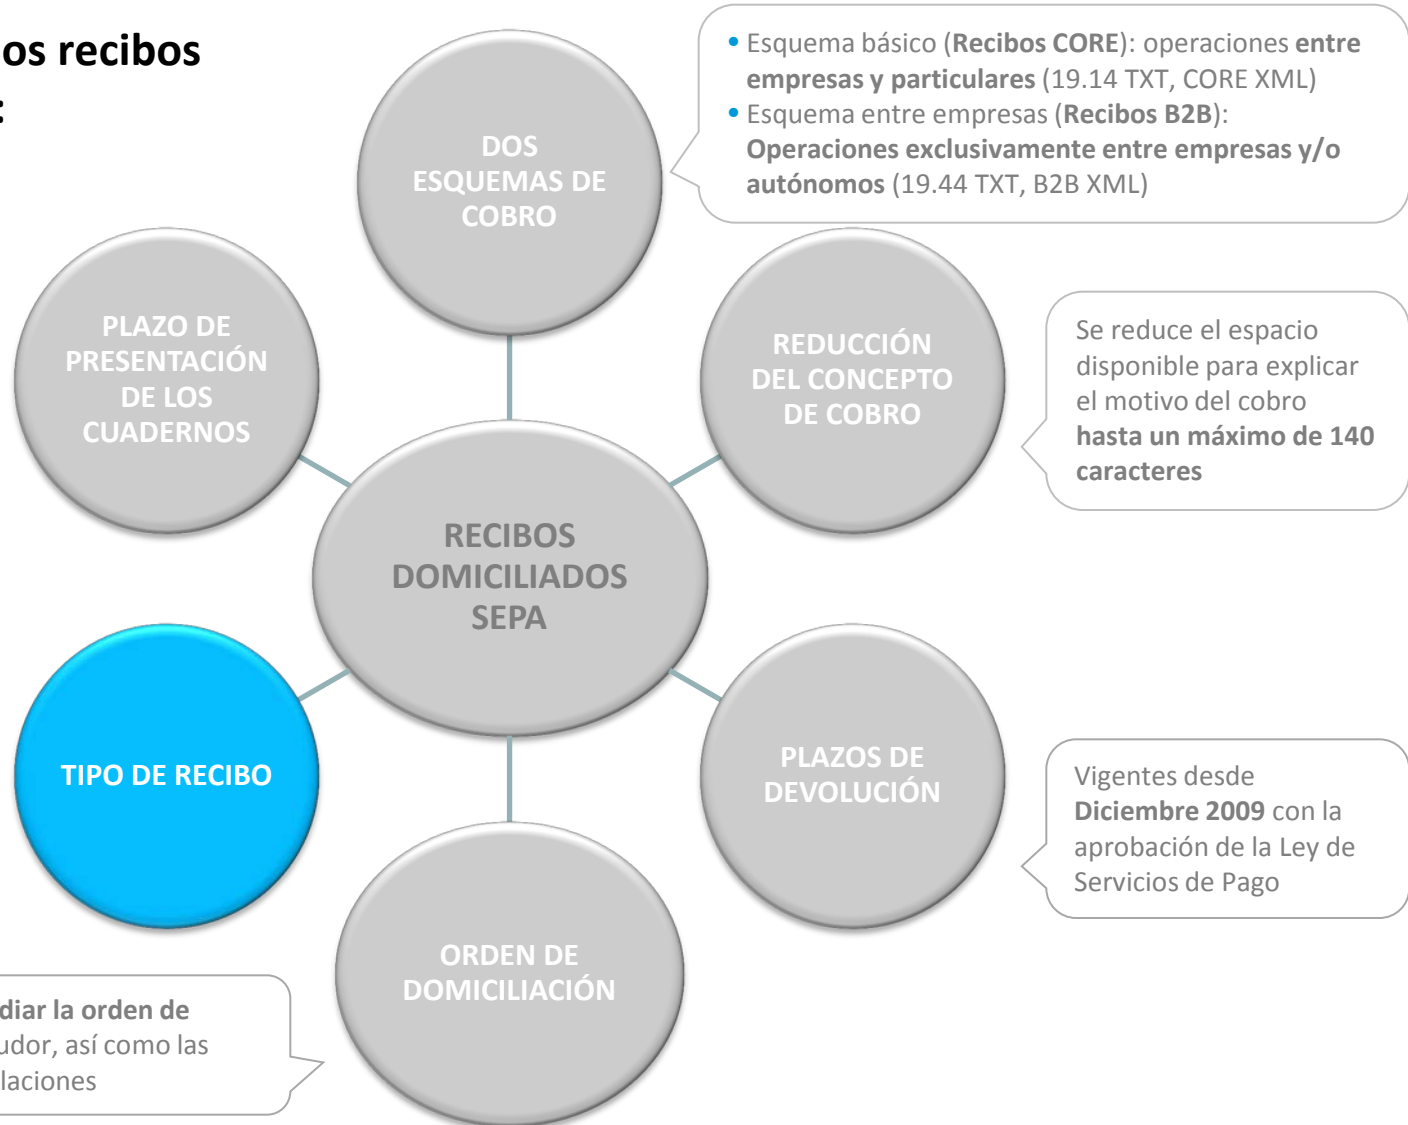 os recibos
:
• Esquema básico (Recibos CORE): operaciones entre
empresas y particulares (19.14 TXT, CORE XML)
• Esquema entre empresas (Recibos B2B):
Operaciones exclusivamente entre empresas y/o
autónomos (19.44 TXT, B2B XML)
DOS
ESQUEMAS DE
COBRO
PLAZO DE
PRESENTACIÓN
DE LOS
CUADERNOS
REDUCCIÓN
DEL CONCEPTO
DE COBRO
Se reduce el espacio
disponible para explicar
el motivo del cobro
hasta un máximo de 140
caracteres
RECIBOS
DOMICILIADOS
SEPA
TIPO DE RECIBO
PLAZOS DE
DEVOLUCIÓN
Vigentes desde
Diciembre 2009 con la
aprobación de la Ley de
Servicios de Pago
ORDEN DE
DOMICILIACIÓN
diar la orden de
udor, así como las
laciones